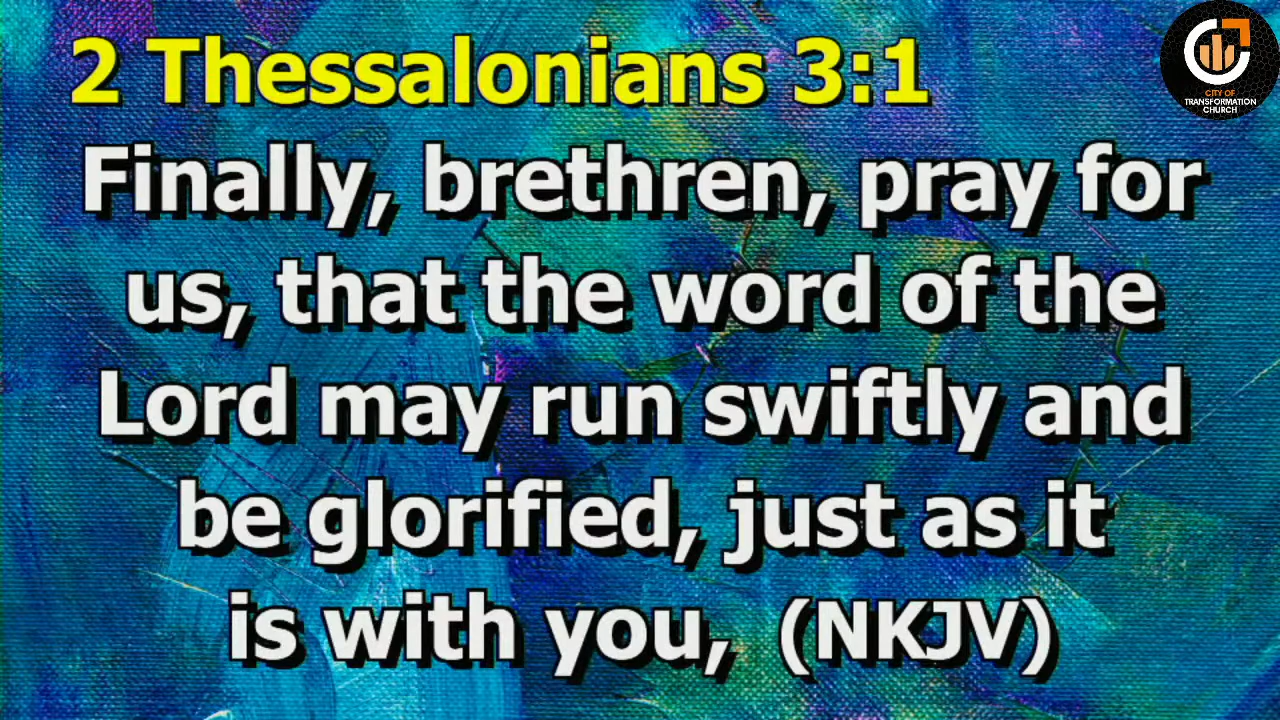 2 Thessalonians 3:1
Finally, brethren, pray for
us, that the word of the
Lord may run swiftly and
be glorified, just as it
is with you, (NKJV)
CITY OF
TRANSFORMATION
CHURCH